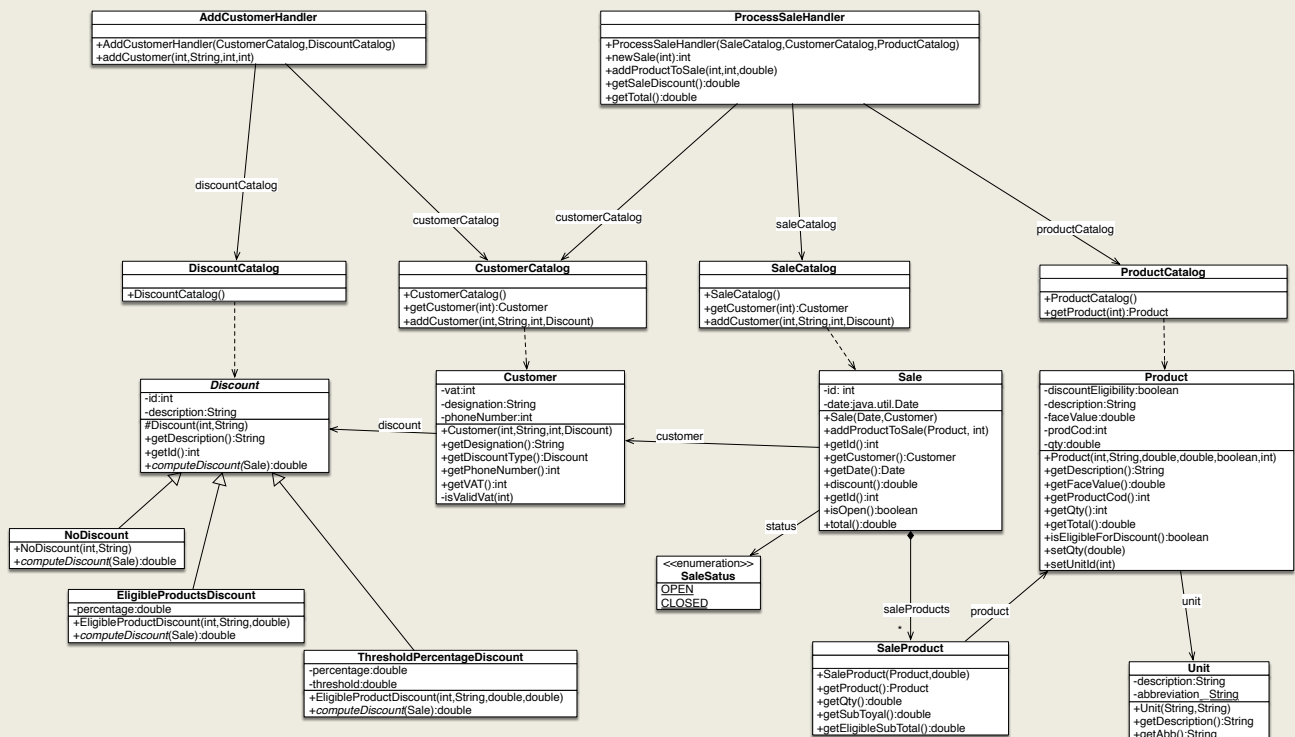 AddCustomerHandler
+AddCustomerHandler(CustomerCatalog,DiscountCatalog)
+addCustomer(int,String,int,int)
ProcessSaleHandler
+ProcessSaleHandler(SaleCatalog,CustomerCatalog,ProductCatalog)
+newSale(int):int
+addProductToSale(int,int,double)
+getSaleDiscount():double
+getTotal():double
discountCatalog
customerCatalog
customerCatalog
saleCatalog
productCatalog
DiscountCatalog
+DiscountCatalog()
CustomerCatalog
+CustomerCatalog()
+getCustomer(int):Customer
+addCustomer(int,String,int,Discount)
SaleCatalog
+SaleCatalog()
+getCustomer(int):Customer
+addCustomer(int,String,int,Discount)
ProductCatalog
+ProductCatalog()
+getProduct(int):Product
Discount
-id:int
-description:String
#Discount(int,String)
+getDescription():String
+getId():int
+computeDiscount(Sale):double
discount
Customer
-vat:int
-designation:String
-phoneNumber:int
+Customer(int,String,int,Discount)
+getDesignation():String
+getDiscountType():Discount
+getPhoneNumber():int
+getVAT():int
-isValidVat(int)
customer
Sale
-id: int
-date:java.util.Date
+Sale(Date,Customer)
+addProductToSale(Product, int)
+getId():int
+getCustomer():Customer
+getDate():Date
+discount():double
+getId():int
+isOpen():boolean
+total():double
Product
-discountEligibility:boolean
-description:String
-faceValue:double
-prodCod:int
-qty:double
+Product(int,String,double,double,boolean,int)
+getDescription():String
+getFaceValue():double
+getProductCod():int
+getQty():int
+getTotal():double
+isEligibleForDiscount():boolean
+setQty(double)
+setUnitId(int)
NoDiscount
+NoDiscount(int,String)
+computeDiscount(Sale):double
status
<<enumeration>>
SaleSatus
OPEN
CLOSED
EligibleProductsDiscount
-percentage:double
+EligibleProductDiscount(int,String,double)
+computeDiscount(Sale):double
saleProducts
*
product
unit
ThresholdPercentageDiscount
-percentage:double
-threshold:double
+EligibleProductDiscount(int,String,double,double)
+computeDiscount(Sale):double
SaleProduct
+SaleProduct(Product,double)
+getProduct():Product
+getQty():double
+getSubToyal():double
+getEligibleSubTotal():double
Unit
-description:String
-abbreviation_:String
+Unit(String,String)
+getDescription():String
+getAbb():String